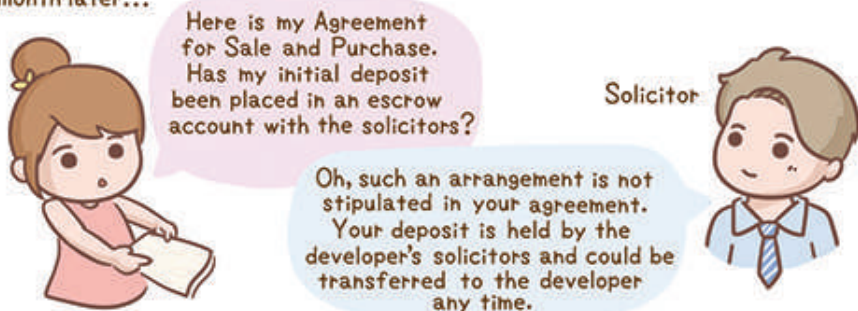 month later...
Here is my Agreement
for Sale and Purchase.
Has my initial deposit
been placed in an escrow
account with the solicitors?
Solicitor
Oh, such an arrangement is not
stipulated in your agreement.
Your deposit is held by the
developer's solicitors and could be
transferred to the developer
any time.